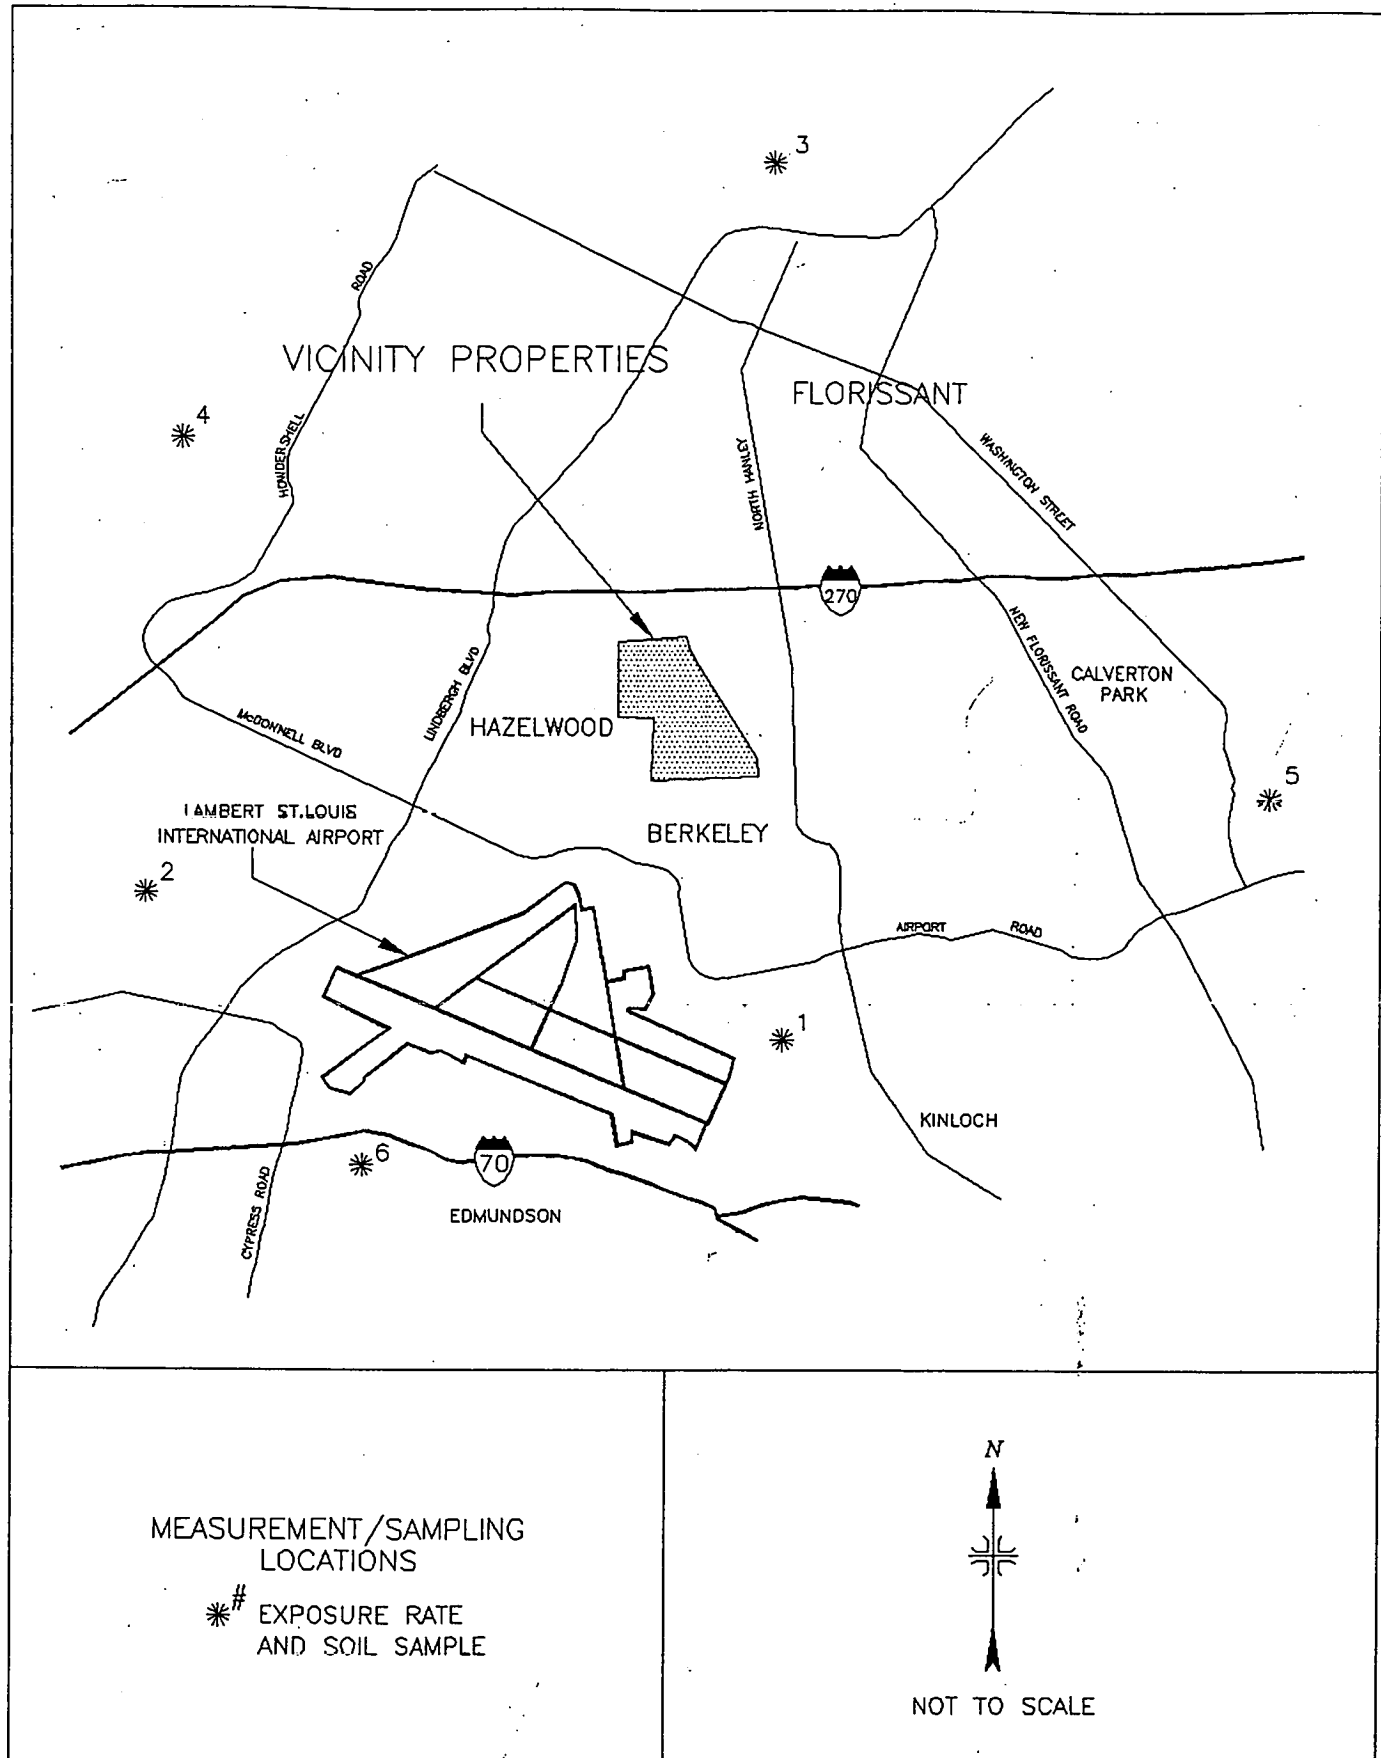 3
ROAD
VICINITY PROPERTIES
FLORISSANT
4
HOWDERSHELL
NORTH HANLEY
WASHINGTON STREET
270
NEW FLORISSANT ROAD
CALVERTON
PARK
LINDBERGH BLVD
McDONNELL BLVD
HAZELWOOD
5
LAMBERT ST.LOUIS
INTERNATIONAL AIRPORT
BERKELEY
2
AIRPORT ROAD
1
KINLOCH
6
70
CYPRESS ROAD
EDMUNDSON
MEASUREMENT/SAMPLING
LOCATIONS
# EXPOSURE RATE
AND SOIL SAMPLE
N
NOT TO SCALE